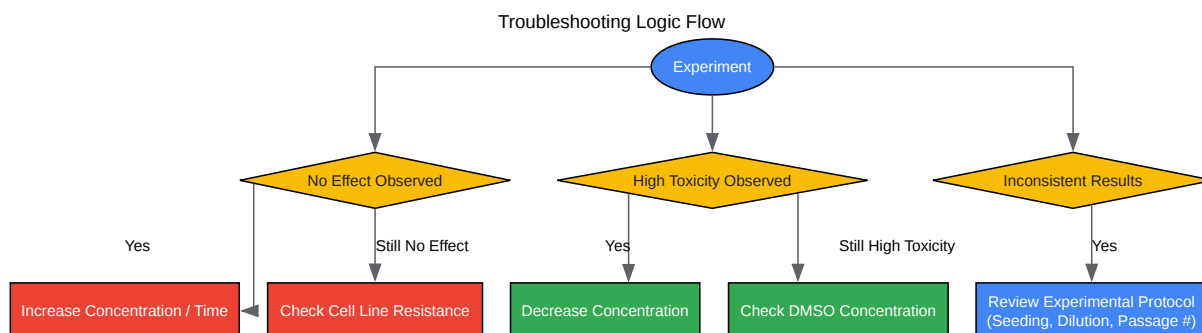 Troubleshooting Logic Flow
Experiment
No Effect Observed
High Toxicity Observed
Inconsistent Results
Yes
Still No Effect
Yes
Still High Toxicity
Yes
Increase Concentration / Time
Check Cell Line Resistance
Decrease Concentration
Check DMSO Concentration
Review Experimental Protocol
(Seeding, Dilution, Passage #)